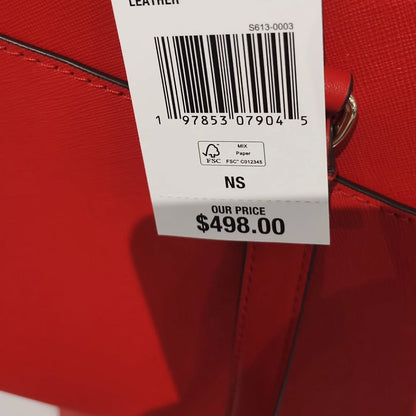 LEATHER
S613-0003
1 97853 07904 5
FSC
MIX
Paper
FSC® C012345
NS
OUR PRICE
$498.00